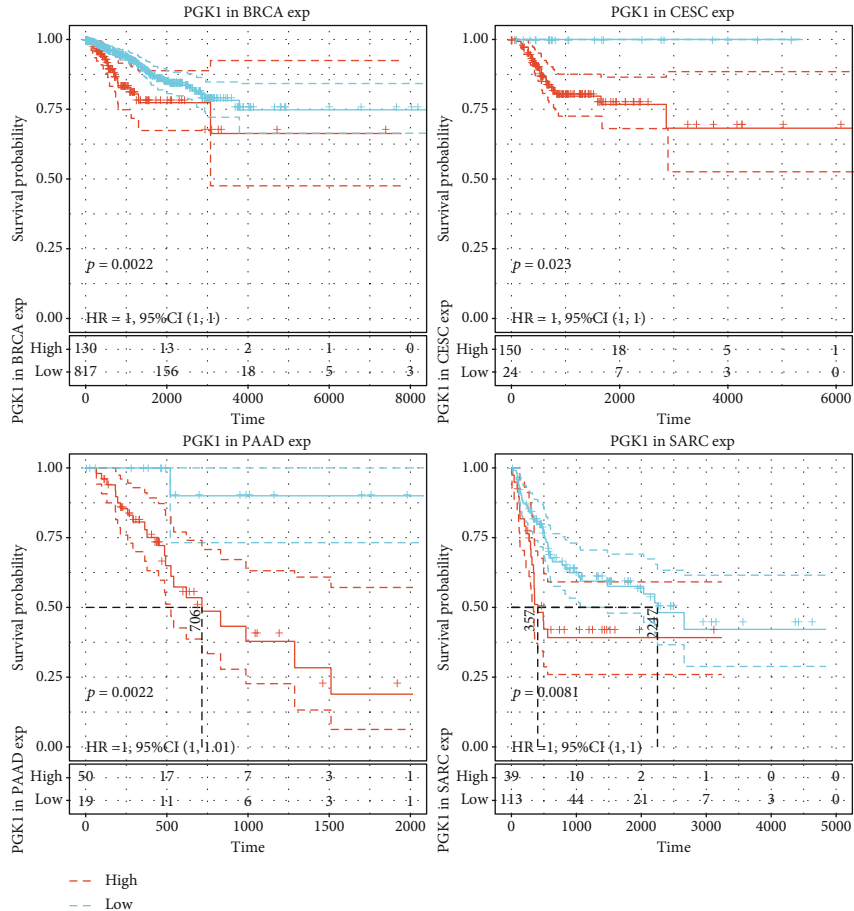 PGK1 in BRCA exp
1.00
0.75
0.50
0.25
0.00
Survival probability
p = 0.0022
HR = 1, 95%CI (1, 1)
PGK1 in BRCA exp
High 130 13 2 1 0
Low 817 156 18 5 3
0 2000 4000 6000 8000
Time
PGK1 in CESC exp
1.00
0.75
0.50
0.25
0.00
Survival probability
p = 0.023
HR = 1, 95%CI (1, 1)
PGK1 in CESC exp
High 150 18 5 1
Low 24 7 3 0
0 2000 4000 6000
Time
PGK1 in PAAD exp
1.00
0.75
0.50
0.25
0.00
Survival probability
706
p = 0.0022
HR =1, 95%CI (1, 1.01)
PGK1 in PAAD exp
High 50 17 7 3 1
Low 19 11 6 3 1
0 500 1000 1500 2000
Time
PGK1 in SARC exp
1.00
0.75
0.50
0.25
0.00
Survival probability
357
2247
p = 0.0081
HR =1, 95%CI (1, 1)
PGK1 in SARC exp
High 39 10 2 1 0 0
Low 113 44 21 7 3 0
0 1000 2000 3000 4000 5000
Time
High
Low